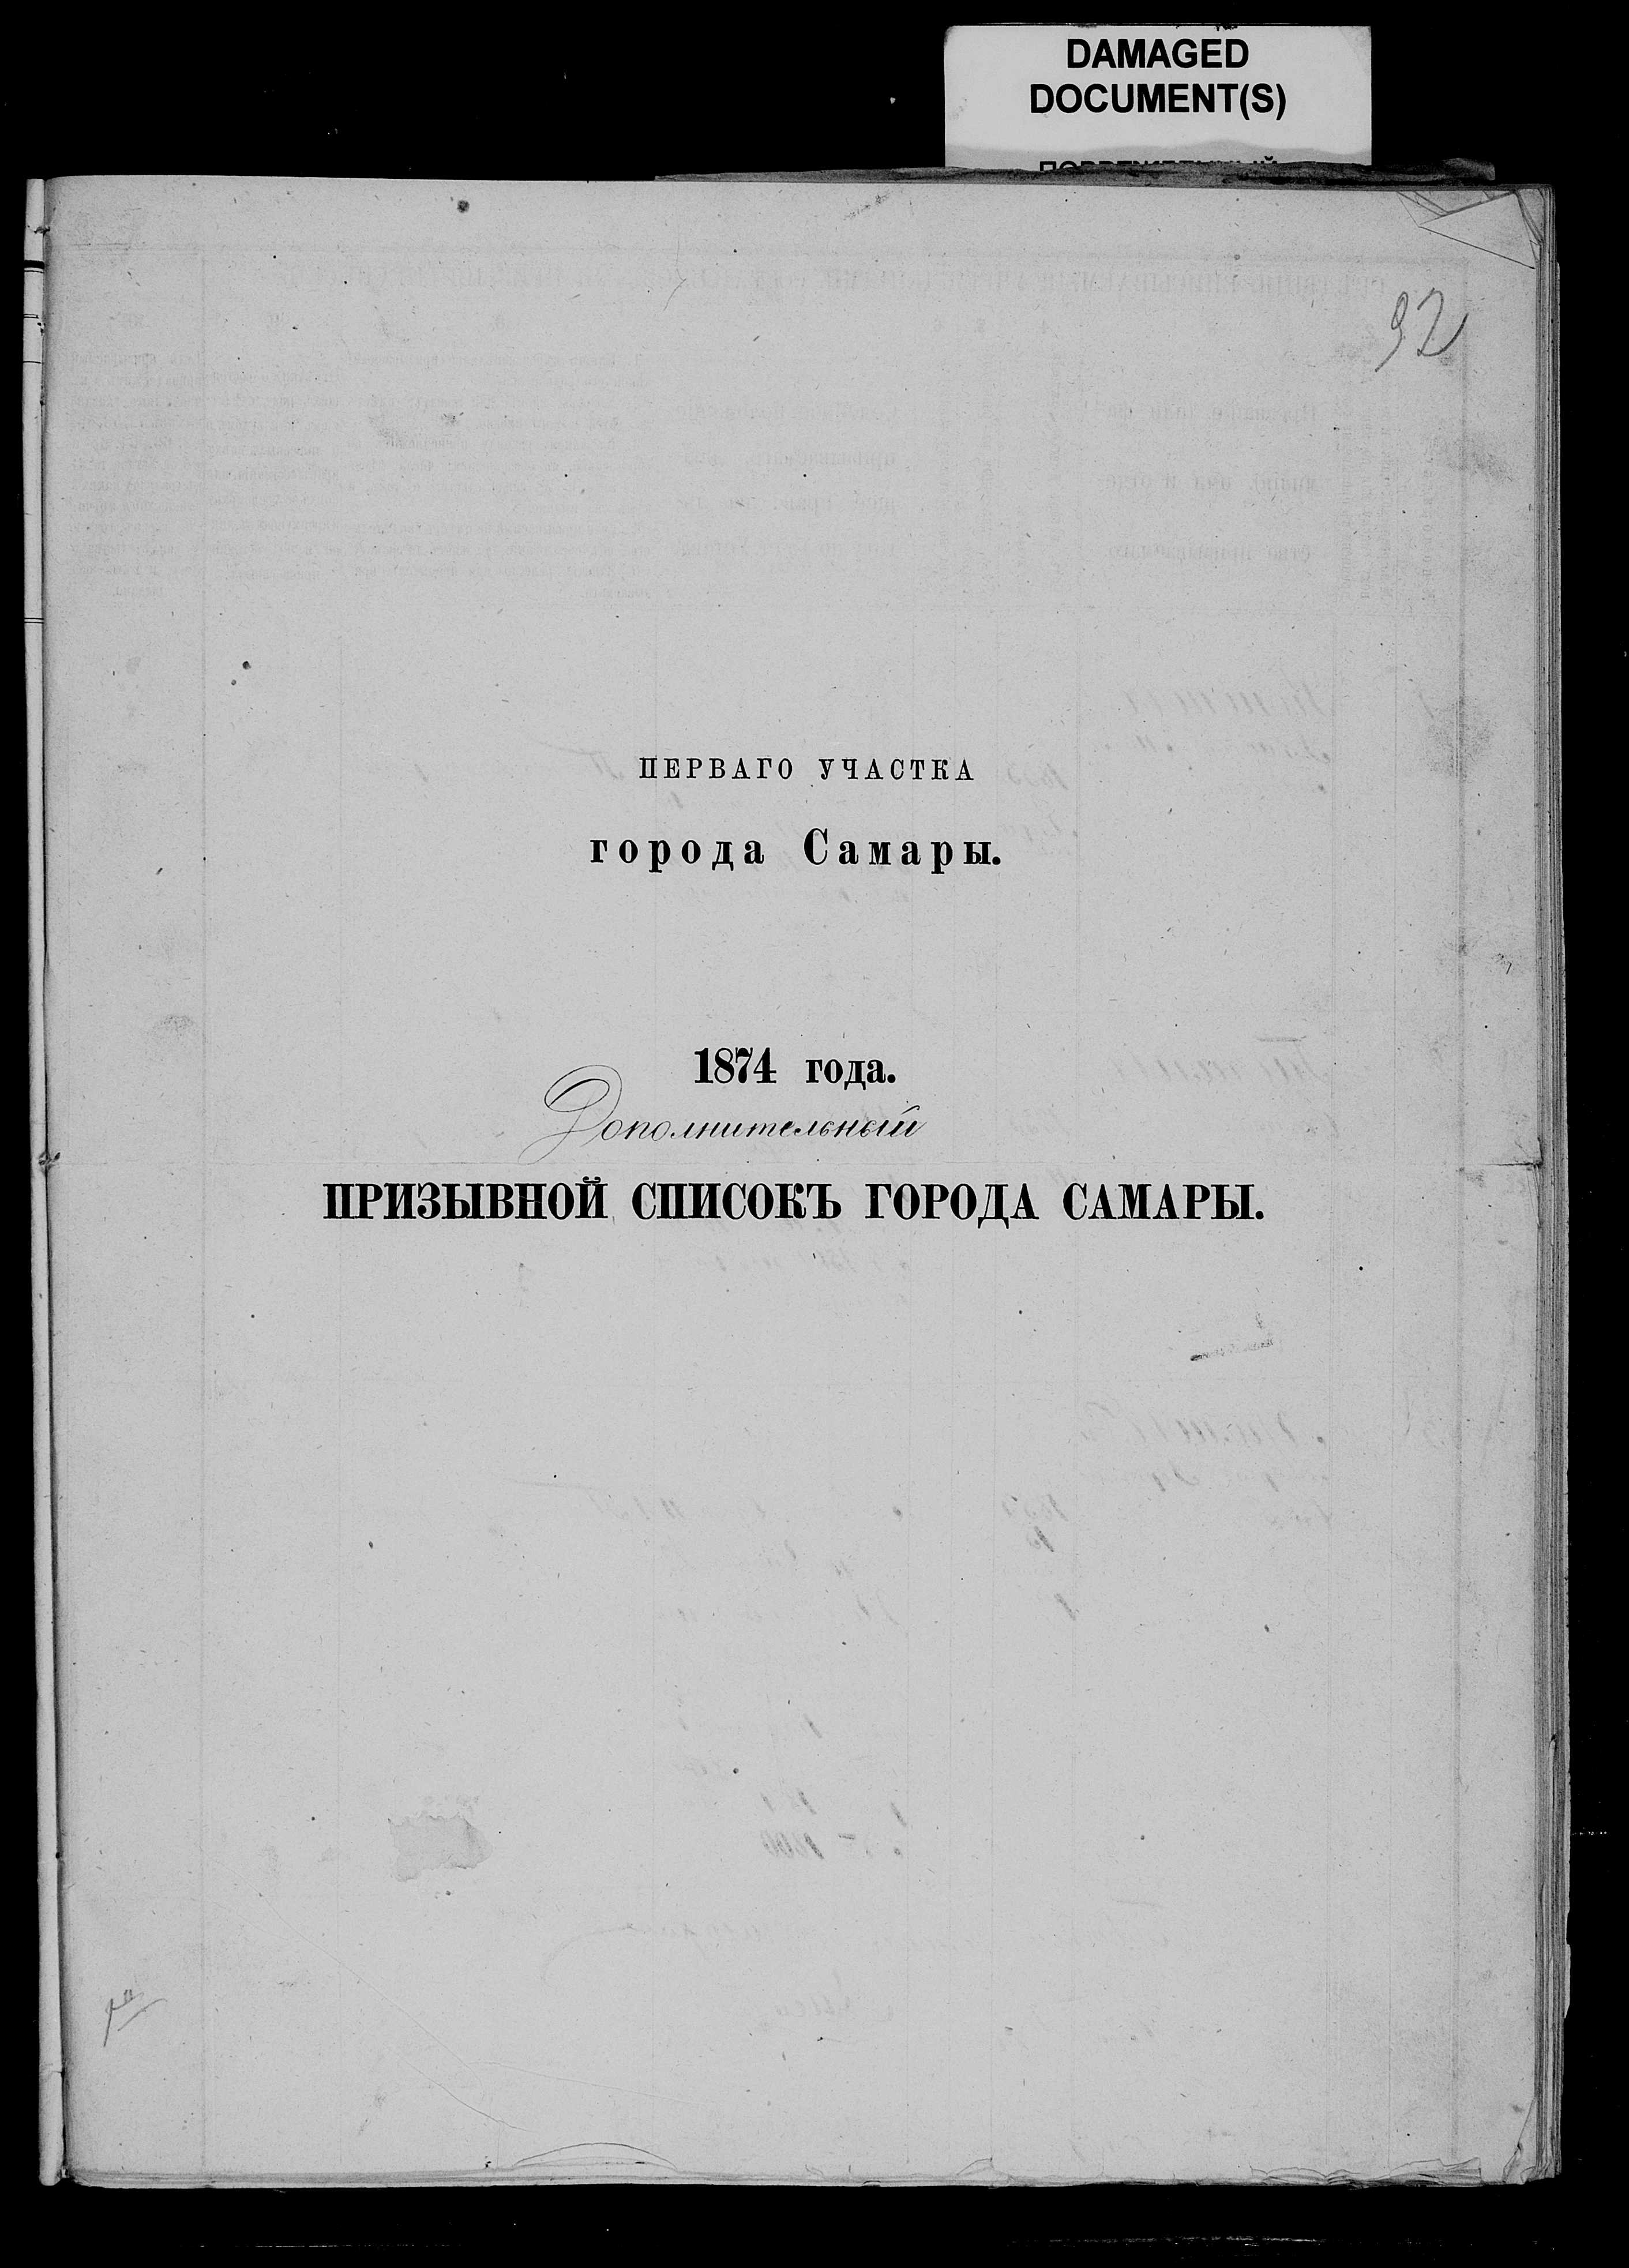 DAMAGED
DOCUMENT(S)
92
ПЕРВАГО УЧАСТКА
города Самары.
1874 года.
Дополнительный
ПРИЗЫВНОЙ СПИСОКЪ ГОРОДА САМАРЫ.